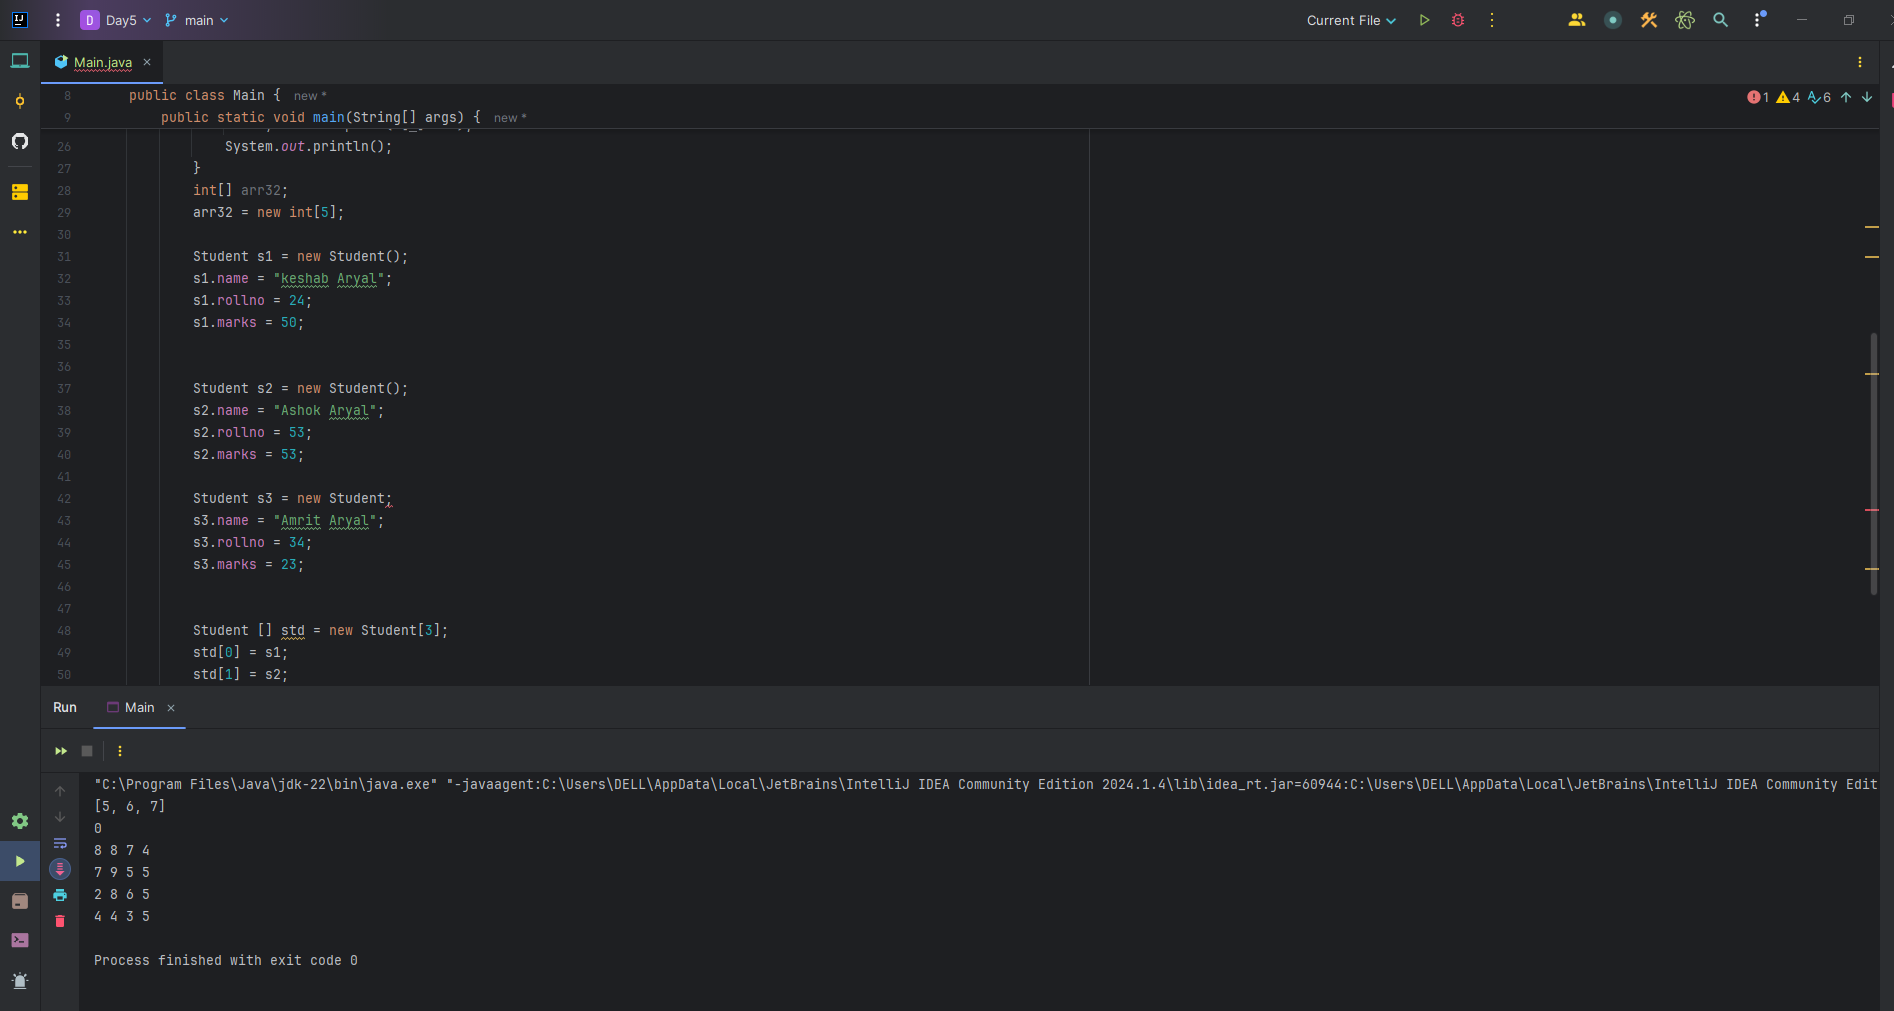 D Day5 main Current File
Main.java
8 public class Main { new *
9 public static void main(String[] args) { new *
1 4 6
26 System.out.println();
27 }
28 int[] arr32;
29 arr32 = new int[5];
30
31 Student s1 = new Student();
32 s1.name = "keshab Aryal";
33 s1.rollno = 24;
34 s1.marks = 50;
35
36
37 Student s2 = new Student();
38 s2.name = "Ashok Aryal";
39 s2.rollno = 53;
40 s2.marks = 53;
41
42 Student s3 = new Student;
43 s3.name = "Amrit Aryal";
44 s3.rollno = 34;
45 s3.marks = 23;
46
47
48 Student [] std = new Student[3];
49 std[0] = s1;
50 std[1] = s2;
Run Main
"C:\Program Files\Java\jdk-22\bin\java.exe" "-javaagent:C:\Users\DELL\AppData\Local\JetBrains\IntelliJ IDEA Community Edition 2024.1.4\lib\idea_rt.jar=60944:C:\Users\DELL\AppData\Local\JetBrains\IntelliJ IDEA Community Edit
[5, 6, 7]
0
8 8 7 4
7 9 5 5
2 8 6 5
4 4 3 5
Process finished with exit code 0